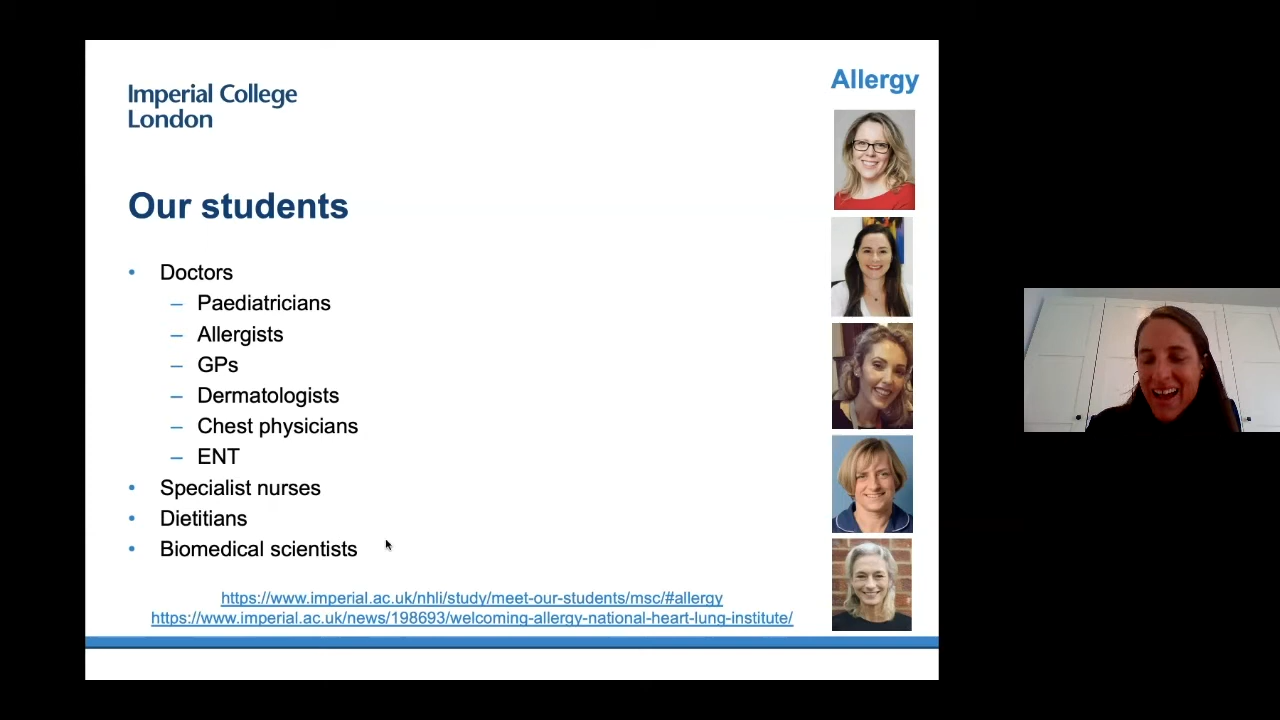 Imperial College
London
Allergy
Our students
• Doctors
– Paediatricians
– Allergists
– GPs
– Dermatologists
– Chest physicians
– ENT
• Specialist nurses
• Dietitians
• Biomedical scientists
https://www.imperial.ac.uk/nhli/study/meet-our-students/msc/#allergy
https://www.imperial.ac.uk/news/198693/welcoming-allergy-national-heart-lung-institute/